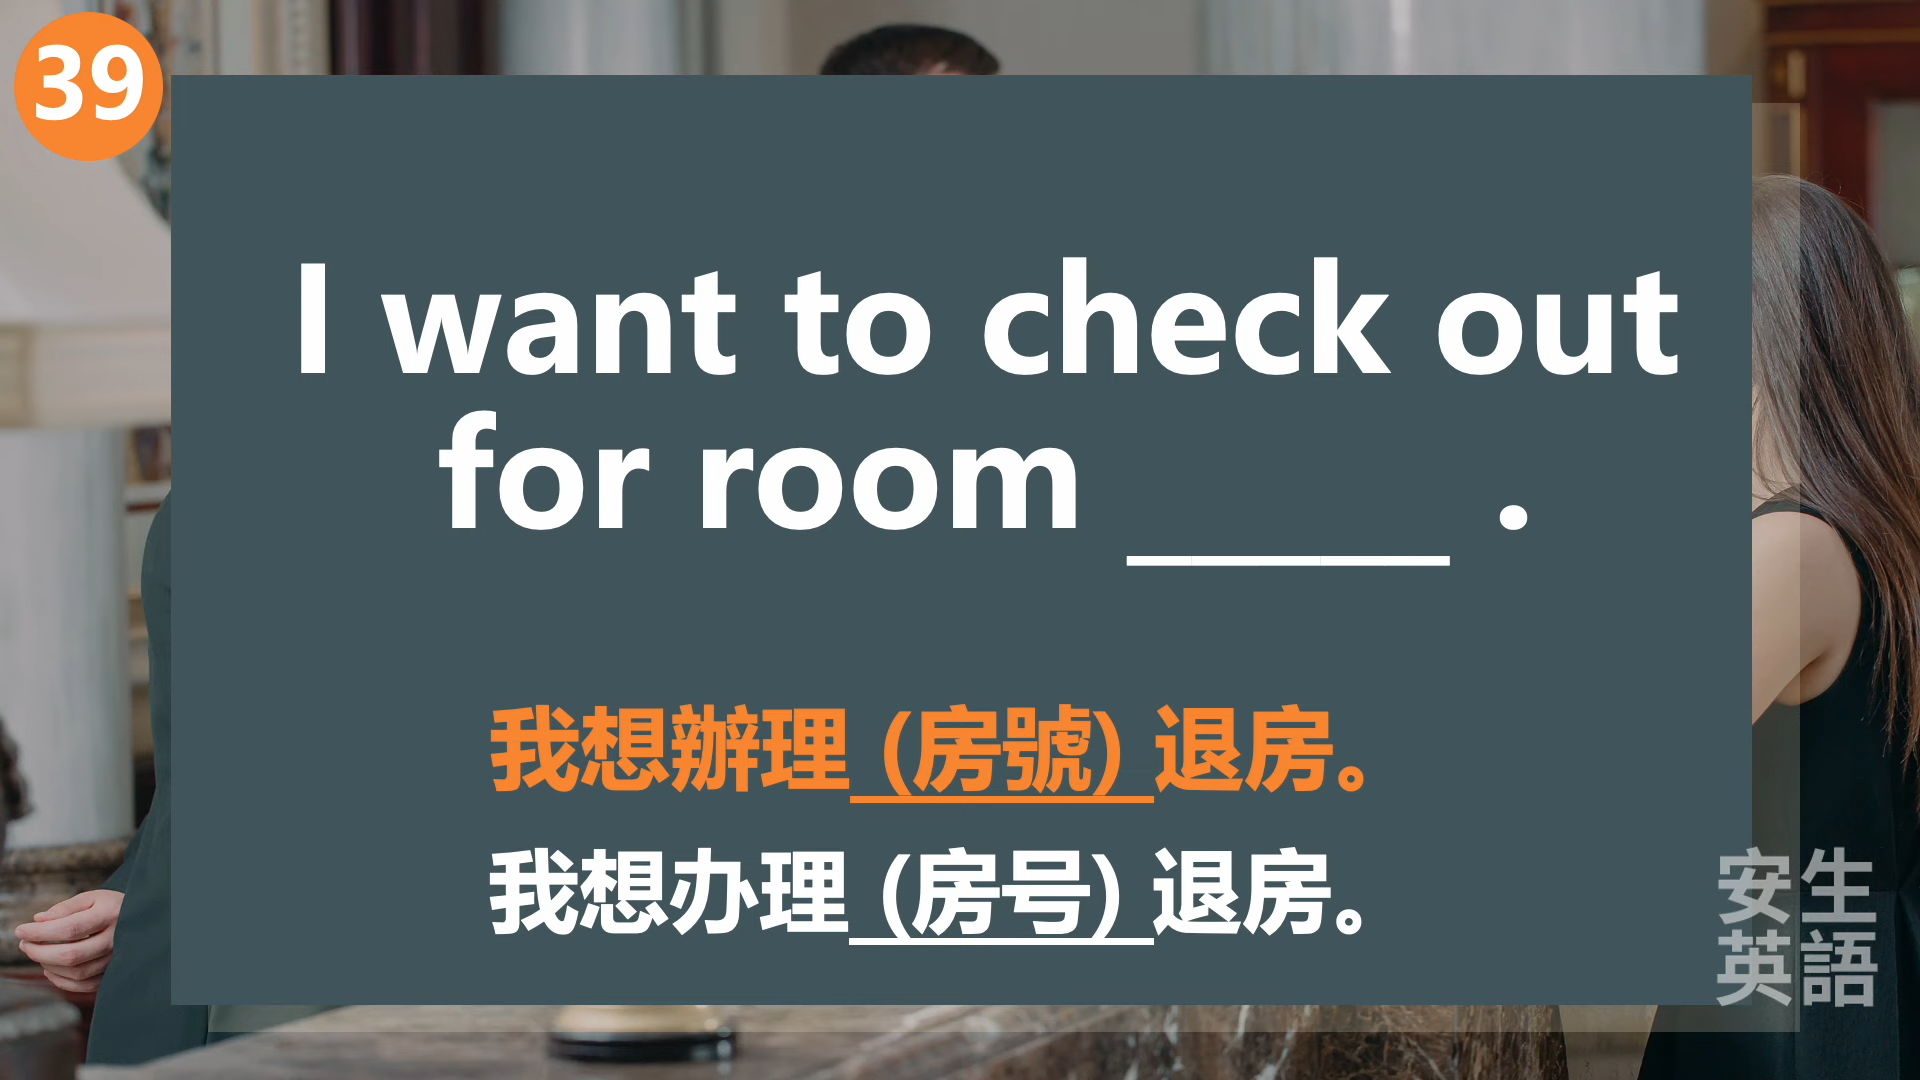 39
I want to check out
for room _____ .
我想辦理 (房號) 退房。
我想办理 (房号) 退房。
安生
英語